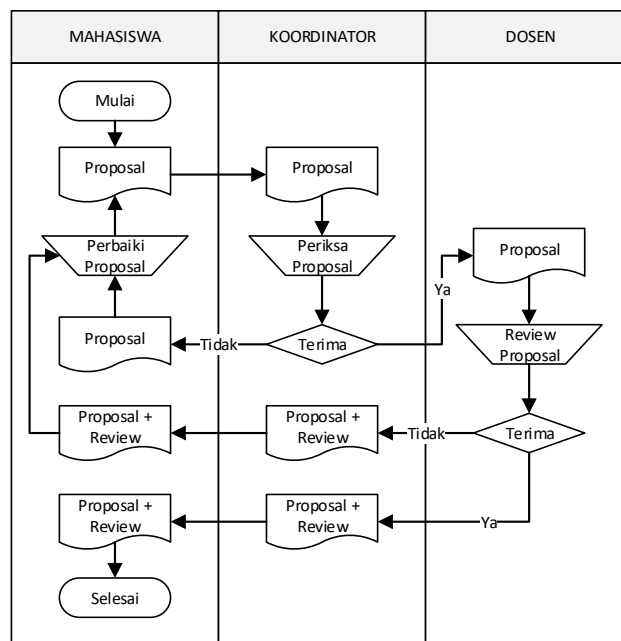 MAHASISWA
KOORDINATOR
DOSEN
Mulai
Proposal
Proposal
Perbaiki
Proposal
Periksa
Proposal
Proposal
Ya
Proposal
Tidak
Terima
Review
Proposal
Proposal +
Review
Proposal +
Review
Tidak
Terima
Proposal +
Review
Proposal +
Review
Ya
Selesai